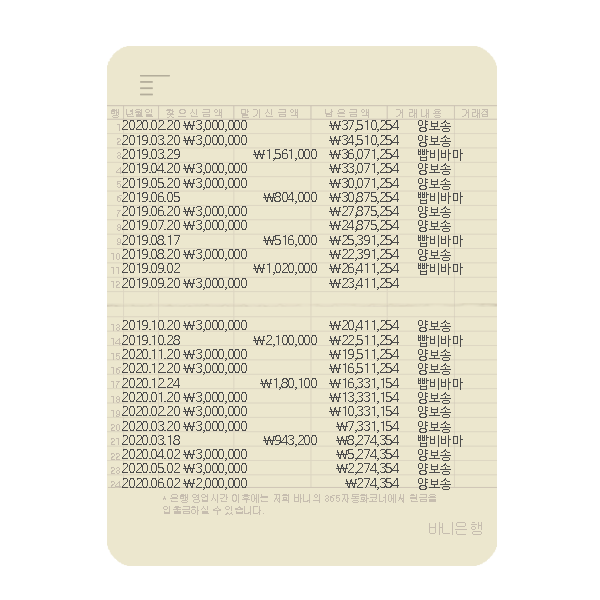 행 년월일 찾으신금액 맡기신금액 남은금액 거래내용 거래점
1 2020.02.20 ₩3,000,000 ₩37,510,254 양보송
2 2019.03.20 ₩3,000,000 ₩34,510,254 양보송
3 2019.03.29 ₩1,561,000 ₩36,071,254 빱비바마
4 2019.04.20 ₩3,000,000 ₩33,071,254 양보송
5 2019.05.20 ₩3,000,000 ₩30,071,254 양보송
6 2019.06.05 ₩804,000 ₩30,875,254 빱비바마
7 2019.06.20 ₩3,000,000 ₩27,875,254 양보송
8 2019.07.20 ₩3,000,000 ₩24,875,254 양보송
9 2019.08.17 ₩516,000 ₩25,391,254 빱비바마
10 2019.08.20 ₩3,000,000 ₩22,391,254 양보송
11 2019.09.02 ₩1,020,000 ₩26,411,254 빱비바마
12 2019.09.20 ₩3,000,000 ₩23,411,254
13 2019.10.20 ₩3,000,000 ₩20,411,254 양보송
14 2019.10.28 ₩2,100,000 ₩22,511,254 빱비바마
15 2020.11.20 ₩3,000,000 ₩19,511,254 양보송
16 2020.12.20 ₩3,000,000 ₩16,511,254 양보송
17 2020.12.24 ₩1,80,100 ₩16,331,154 빱비바마
18 2020.01.20 ₩3,000,000 ₩13,331,154 양보송
19 2020.02.20 ₩3,000,000 ₩10,331,154 양보송
20 2020.03.20 ₩3,000,000 ₩7,331,154 양보송
21 2020.03.18 ₩943,200 ₩8,274,354 빱비바마
22 2020.04.02 ₩3,000,000 ₩5,274,354 양보송
23 2020.05.02 ₩3,000,000 ₩2,274,354 양보송
24 2020.06.02 ₩2,000,000 ₩274,354 양보송
* 은행 영업시간 이후에는 저희 바니의 365자동화코너에서 현금을
입출금하실 수 있습니다.
바니은행